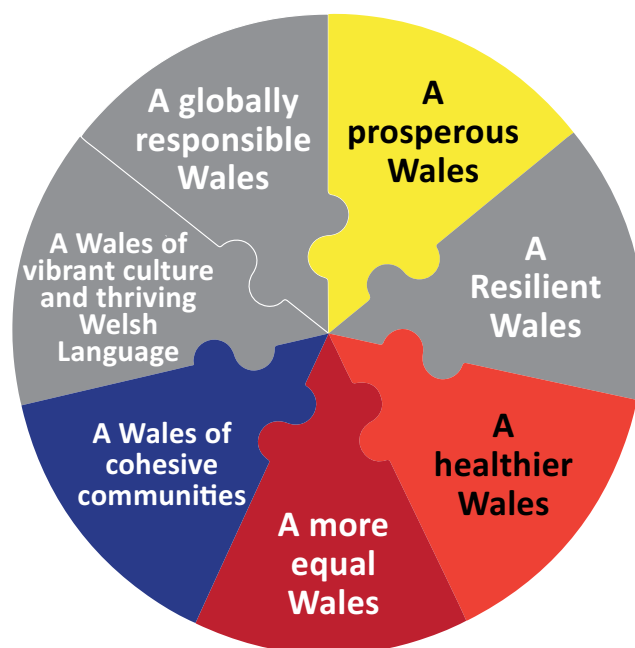 A globally
responsible
Wales
A
prosperous
Wales
A
Resilient
Wales
A
healthier
Wales
A more
equal
Wales
A Wales of
cohesive
communities
A Wales of
vibrant culture
and thriving
Welsh
Language